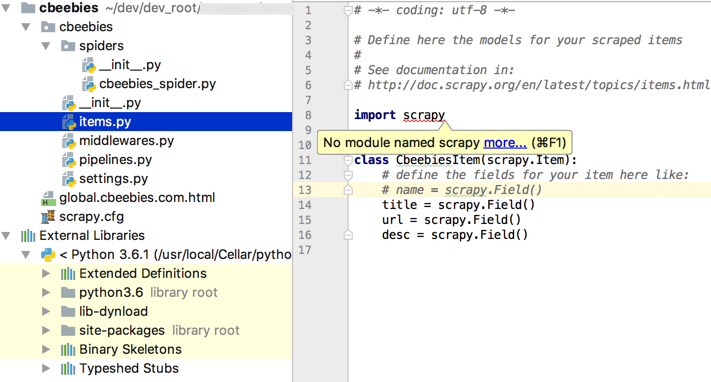 cbeebies ~/dev/dev_root/
cbeebies
spiders
__init__.py
cbeebies_spider.py
__init__.py
items.py
middlewares.py
pipelines.py
settings.py
global.cbeebies.com.html
scrapy.cfg
External Libraries
< Python 3.6.1 (/usr/local/Cellar/pytho
Extended Definitions
python3.6 library root
lib-dynload
site-packages library root
Binary Skeletons
Typeshed Stubs
1 # -*- coding: utf-8 -*-
2
3 # Define here the models for your scraped items
4 #
5 # See documentation in:
6 # http://doc.scrapy.org/en/latest/topics/items.html
7
8 import scrapy
9
No module named scrapy more... (⌘F1)
10
11 class CbeebiesItem(scrapy.Item):
12 # define the fields for your item here like:
13 # name = scrapy.Field()
14 title = scrapy.Field()
15 url = scrapy.Field()
16 desc = scrapy.Field()
17